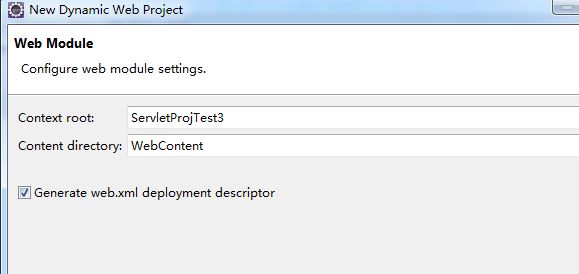 New Dynamic Web Project
Web Module
Configure web module settings.
Context root: ServletProjTest3
Content directory: WebContent
Generate web.xml deployment descriptor